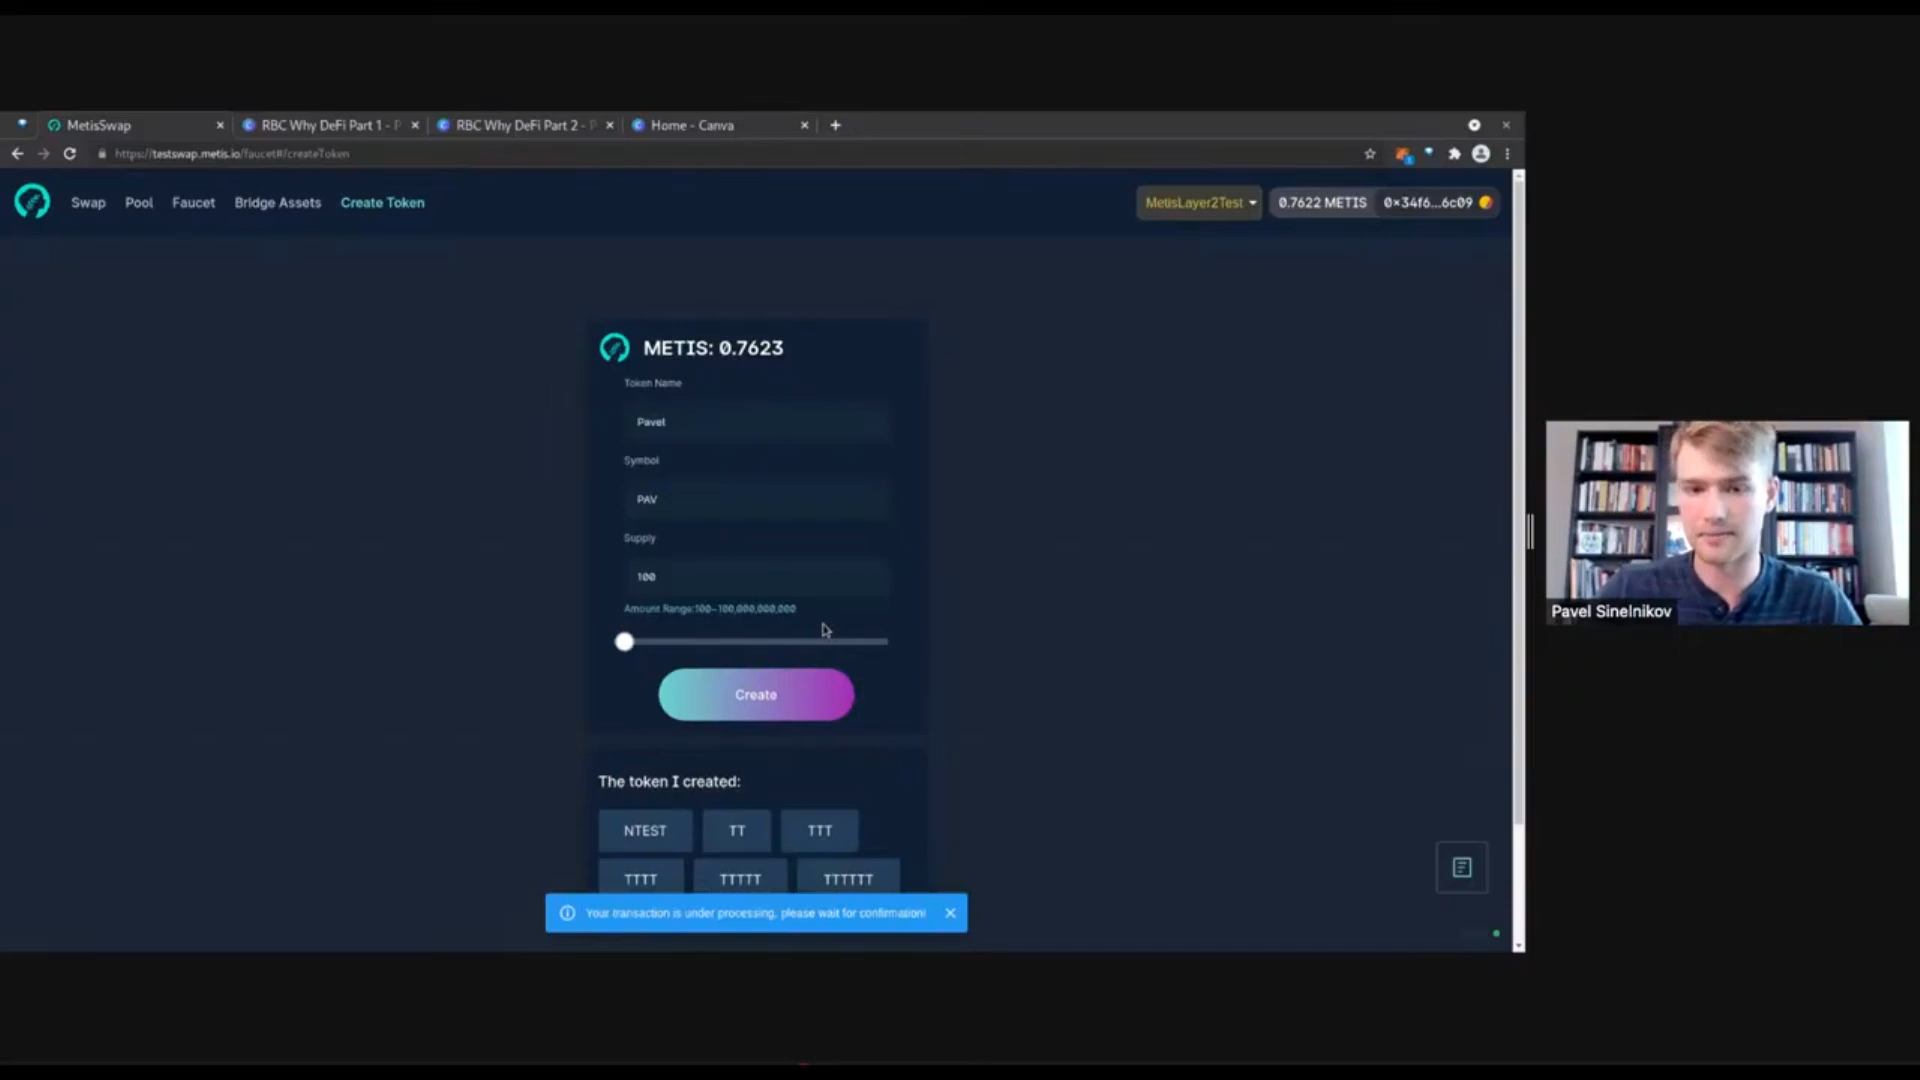 MetisSwap
RBC Why DeFi Part 1 - P
RBC Why DeFi Part 2 - P
Home - Canva
https://testswap.metis.io/faucet#/createToken
Swap
Pool
Faucet
Bridge Assets
Create Token
MetisLayer2Test
0.7622 METIS
0x34f6...6c09
METIS: 0.7623
Token Name
Pavel
Symbol
PAV
Supply
100
Amount Range:100~100,000,000,000
Create
The token I created:
NTEST TT TTT
TTTT TTTTT TTTTTT
Your transaction is under processing, please wait for confirmation!
Pavel Sinelnikov